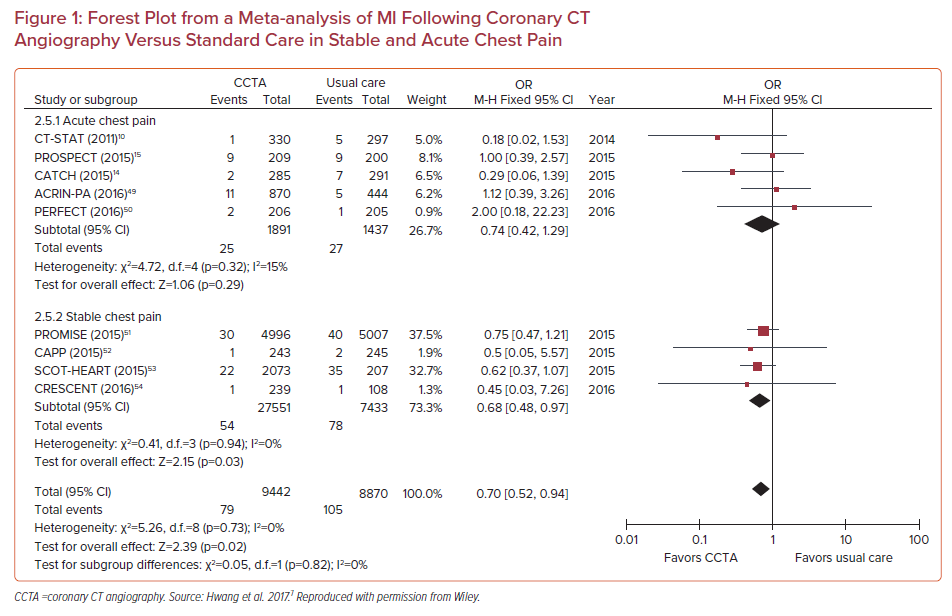 Figure 1: Forest Plot from a Meta-analysis of MI Following Coronary CT
Angiography Versus Standard Care in Stable and Acute Chest Pain
CCTA Usual care OR OR
Study or subgroup Events Total Events Total Weight M-H Fixed 95% CI Year M-H Fixed 95% CI
2.5.1 Acute chest pain
CT-STAT (2011)¹⁰ 1 330 5 297 5.0% 0.18 [0.02, 1.53] 2014
PROSPECT (2015)¹⁵ 9 209 9 200 8.1% 1.00 [0.39, 2.57] 2015
CATCH (2015)¹⁴ 2 285 7 291 6.5% 0.29 [0.06, 1.39] 2015
ACRIN-PA (2016)⁴⁹ 11 870 5 444 6.2% 1.12 [0.39, 3.26] 2016
PERFECT (2016)⁵⁰ 2 206 1 205 0.9% 2.00 [0.18, 22.23] 2016
Subtotal (95% CI) 1891 1437 26.7% 0.74 [0.42, 1.29]
Total events 25 27
Heterogeneity: χ²=4.72, d.f.=4 (p=0.32); I²=15%
Test for overall effect: Z=1.06 (p=0.29)
2.5.2 Stable chest pain
PROMISE (2015)⁵¹ 30 4996 40 5007 37.5% 0.75 [0.47, 1.21] 2015
CAPP (2015)⁵² 1 243 2 245 1.9% 0.5 [0.05, 5.57] 2015
SCOT-HEART (2015)⁵³ 22 2073 35 207 32.7% 0.62 [0.37, 1.07] 2015
CRESCENT (2016)⁵⁴ 1 239 1 108 1.3% 0.45 [0.03, 7.26] 2016
Subtotal (95% CI) 27551 7433 73.3% 0.68 [0.48, 0.97]
Total events 54 78
Heterogeneity: χ²=0.41, d.f.=3 (p=0.94); I²=0%
Test for overall effect: Z=2.15 (p=0.03)
Total (95% CI) 9442 8870 100.0% 0.70 [0.52, 0.94]
Total events 79 105
Heterogeneity: χ²=5.26, d.f.=8 (p=0.73); I²=0%
Test for overall effect: Z=2.39 (p=0.02)
Test for subgroup differences: χ²=0.05, d.f.=1 (p=0.82); I²=0%
0.01 0.1 1 10 100
Favors CCTA Favors usual care
CCTA =coronary CT angiography. Source: Hwang et al. 2017.⁷ Reproduced with permission from Wiley.